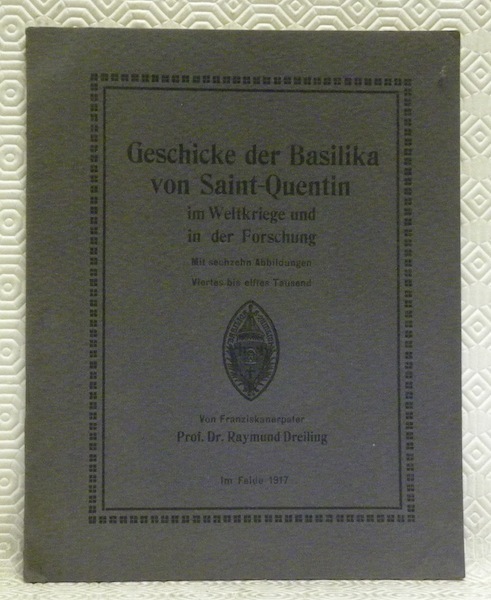 Geschicke der Basilika
von Saint-Quentin
im Weltkriege und
in der Forschung
Mit sechzehn Abbildungen
Viertes bis elftes Tausend
Von Franziskanerpater
Prof. Dr. Raymund Dreiling
Im Felde 1917